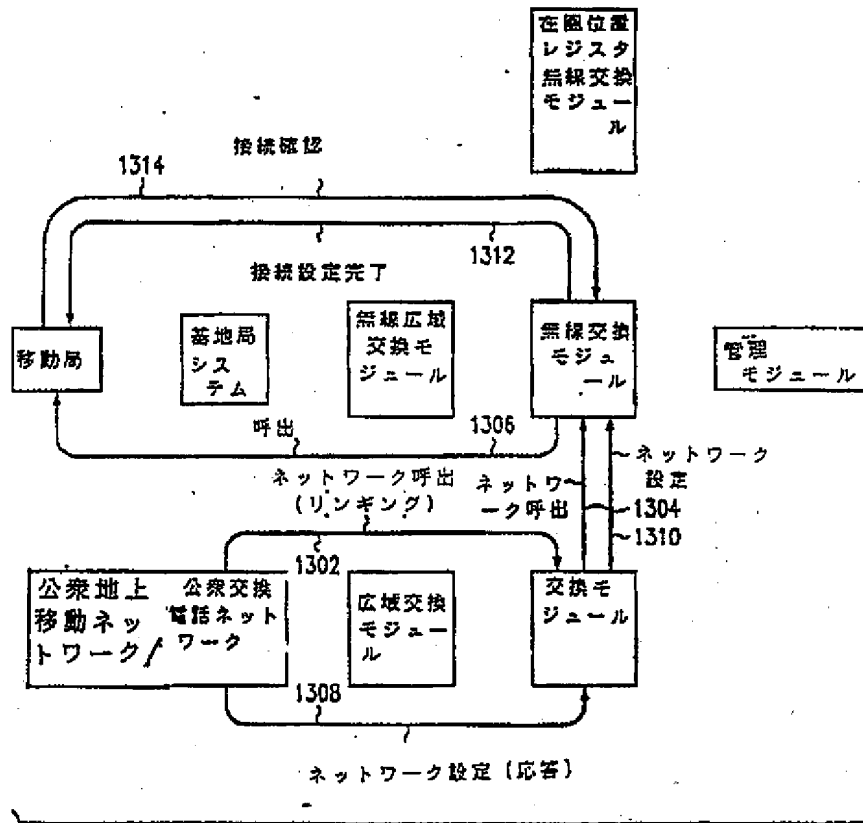 在圏位置
レジスタ
無線交換
モジュー
ル
接続確認
1314
1312
接続設定完了
移動局
基地局
シス
テム
無線広域
交換モ
ジュール
無線交換
モジュ
ール
管理
モジュール
呼出
1306
ネットワーク呼出
(リンギング)
ネットワ
ーク呼出
ネットワーク
設定
1304
1310
1302
公衆地上
移動ネッ
トワーク/
公衆交換
電話ネット
ワーク
広域交換
モジュー
ル
交換モ
ジュール
1308
ネットワーク設定(応答)